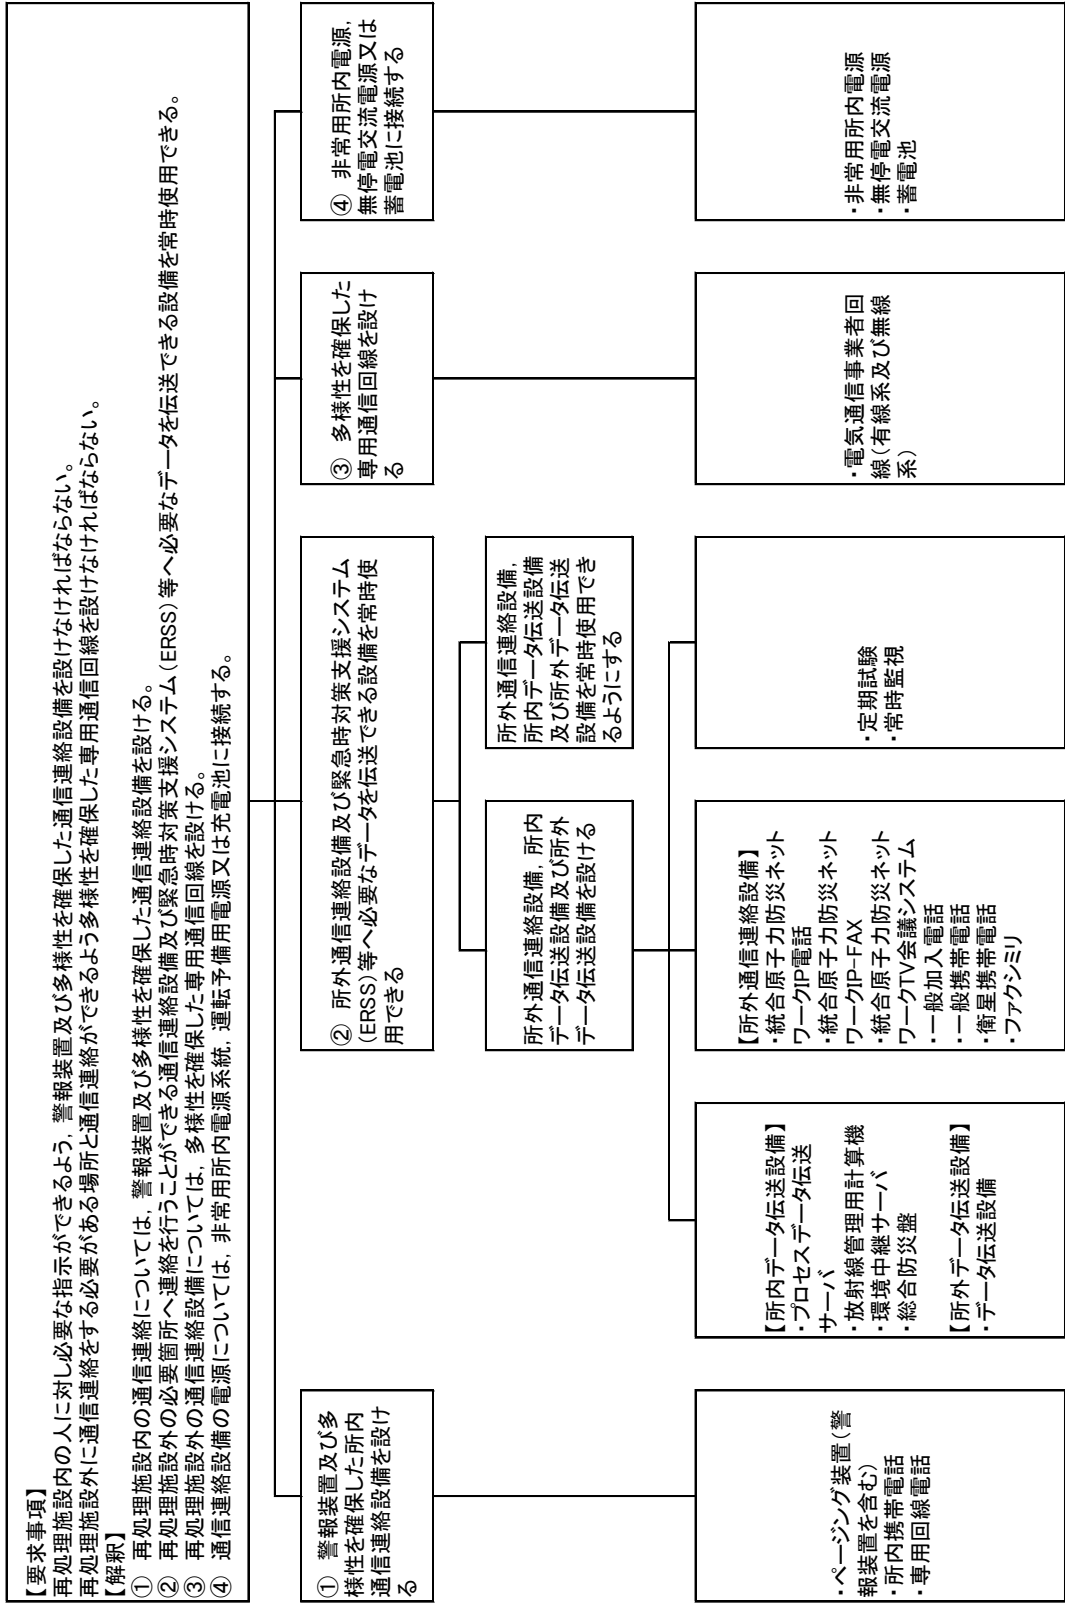 【要求事項】
再処理施設内の人に対し必要な指示ができるよう，警報装置及び多様性を確保した通信連絡設備を設けなければならない。
再処理施設外に通信連絡をする必要がある場所と通信連絡ができるよう多様性を確保した専用通信回線を設けなければならない。
【解釈】
① 再処理施設内の通信連絡については，警報装置及び多様性を確保した通信連絡設備を設ける。
② 再処理施設外の必要箇所へ連絡を行うことができる通信連絡設備及び緊急時対策支援システム（ERSS）等へ必要なデータを伝送できる設備を常時使用できる。
③ 再処理施設外の通信連絡設備については，多様性を確保した専用通信回線を設ける。
④ 通信連絡設備の電源については，非常用所内電源系統，運転予備用電源又は充電池に接続する。
① 警報装置及び多
様性を確保した所内
通信連絡設備を設け
る
② 所外通信連絡設備及び緊急時対策支援システム
（ERSS）等へ必要なデータを伝送できる設備を常時使
用できる
③ 多様性を確保した
専用通信回線を設け
る
④ 非常用所内電源，
無停電交流電源又は
蓄電池に接続する
所外通信連絡設備，所内
データ伝送設備及び所外
データ伝送設備を設ける
所外通信連絡設備，
所内データ伝送設備
及び所外データ伝送
設備を常時使用でき
るようにする
・ページング装置（警
報装置を含む）
・所内携帯電話
・専用回線電話
【所内データ伝送設備】
・プロセスデータ伝送
サーバ
・放射線管理用計算機
・環境中継サーバ
・総合防災盤
【所外データ伝送設備】
・データ伝送設備
【所外通信連絡設備】
・統合原子力防災ネット
ワークIP電話
・統合原子力防災ネット
ワークIP-FAX
・統合原子力防災ネット
ワークTV会議システム
・一般加入電話
・一般携帯電話
・衛星携帯電話
・ファクシミリ
・定期試験
・常時監視
・電気通信事業者回
線（有線系及び無線
系）
・非常用所内電源
・無停電交流電源
・蓄電池